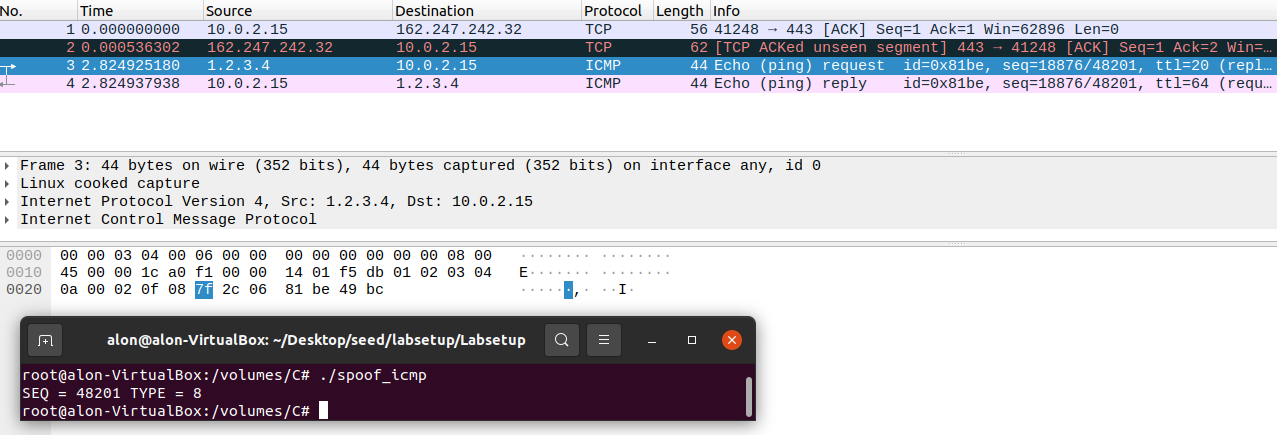 No. Time Source Destination Protocol Length Info
1 0.000000000 10.0.2.15 162.247.242.32 TCP 56 41248 → 443 [ACK] Seq=1 Ack=1 Win=62896 Len=0
2 0.000536302 162.247.242.32 10.0.2.15 TCP 62 [TCP ACKed unseen segment] 443 → 41248 [ACK] Seq=1 Ack=2 Win=…
3 2.824925180 1.2.3.4 10.0.2.15 ICMP 44 Echo (ping) request id=0x81be, seq=18876/48201, ttl=20 (repl…
4 2.824937938 10.0.2.15 1.2.3.4 ICMP 44 Echo (ping) reply id=0x81be, seq=18876/48201, ttl=64 (requ…
Frame 3: 44 bytes on wire (352 bits), 44 bytes captured (352 bits) on interface any, id 0
Linux cooked capture
Internet Protocol Version 4, Src: 1.2.3.4, Dst: 10.0.2.15
Internet Control Message Protocol
0000 00 00 03 04 00 06 00 00 00 00 00 00 00 00 08 00 ········ ········
0010 45 00 00 1c a0 f1 00 00 14 01 f5 db 01 02 03 04 E······· ········
0020 0a 00 02 0f 08 7f 2c 06 81 be 49 bc ······,· ··I·
alon@alon-VirtualBox: ~/Desktop/seed/labsetup/Labsetup
root@alon-VirtualBox:/volumes/C# ./spoof_icmp
SEQ = 48201 TYPE = 8
root@alon-VirtualBox:/volumes/C#